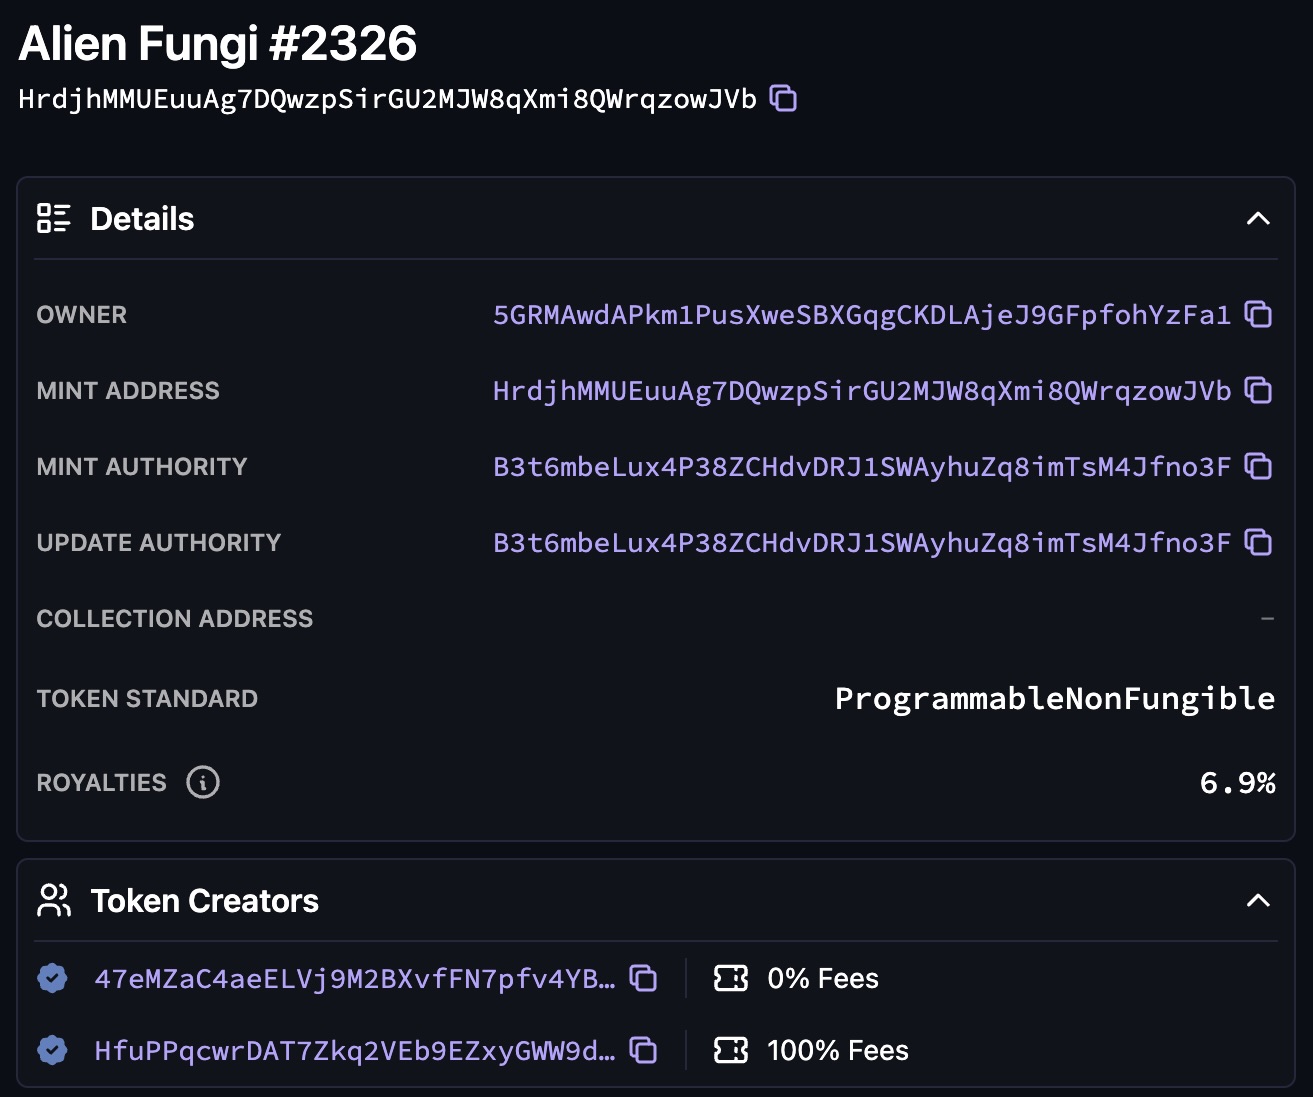 Alien Fungi #2326
HrdjhMMUEuuAg7DQwzpSirGU2MJW8qXmi8QWrqzowJVb
Details
OWNER 5GRMAwdAPkm1PusXweSBXGqgCKDLAjeJ9GFpfohYzFa1
MINT ADDRESS HrdjhMMUEuuAg7DQwzpSirGU2MJW8qXmi8QWrqzowJVb
MINT AUTHORITY B3t6mbeLux4P38ZCHdvDRJ1SWAyhuZq8imTsM4Jfno3F
UPDATE AUTHORITY B3t6mbeLux4P38ZCHdvDRJ1SWAyhuZq8imTsM4Jfno3F
COLLECTION ADDRESS –
TOKEN STANDARD ProgrammableNonFungible
ROYALTIES 6.9%
Token Creators
47eMZaC4aeELVj9M2BXvfFN7pfv4YB… 0% Fees
HfuPPqcwrDAT7Zkq2VEb9EZxyGWW9d… 100% Fees